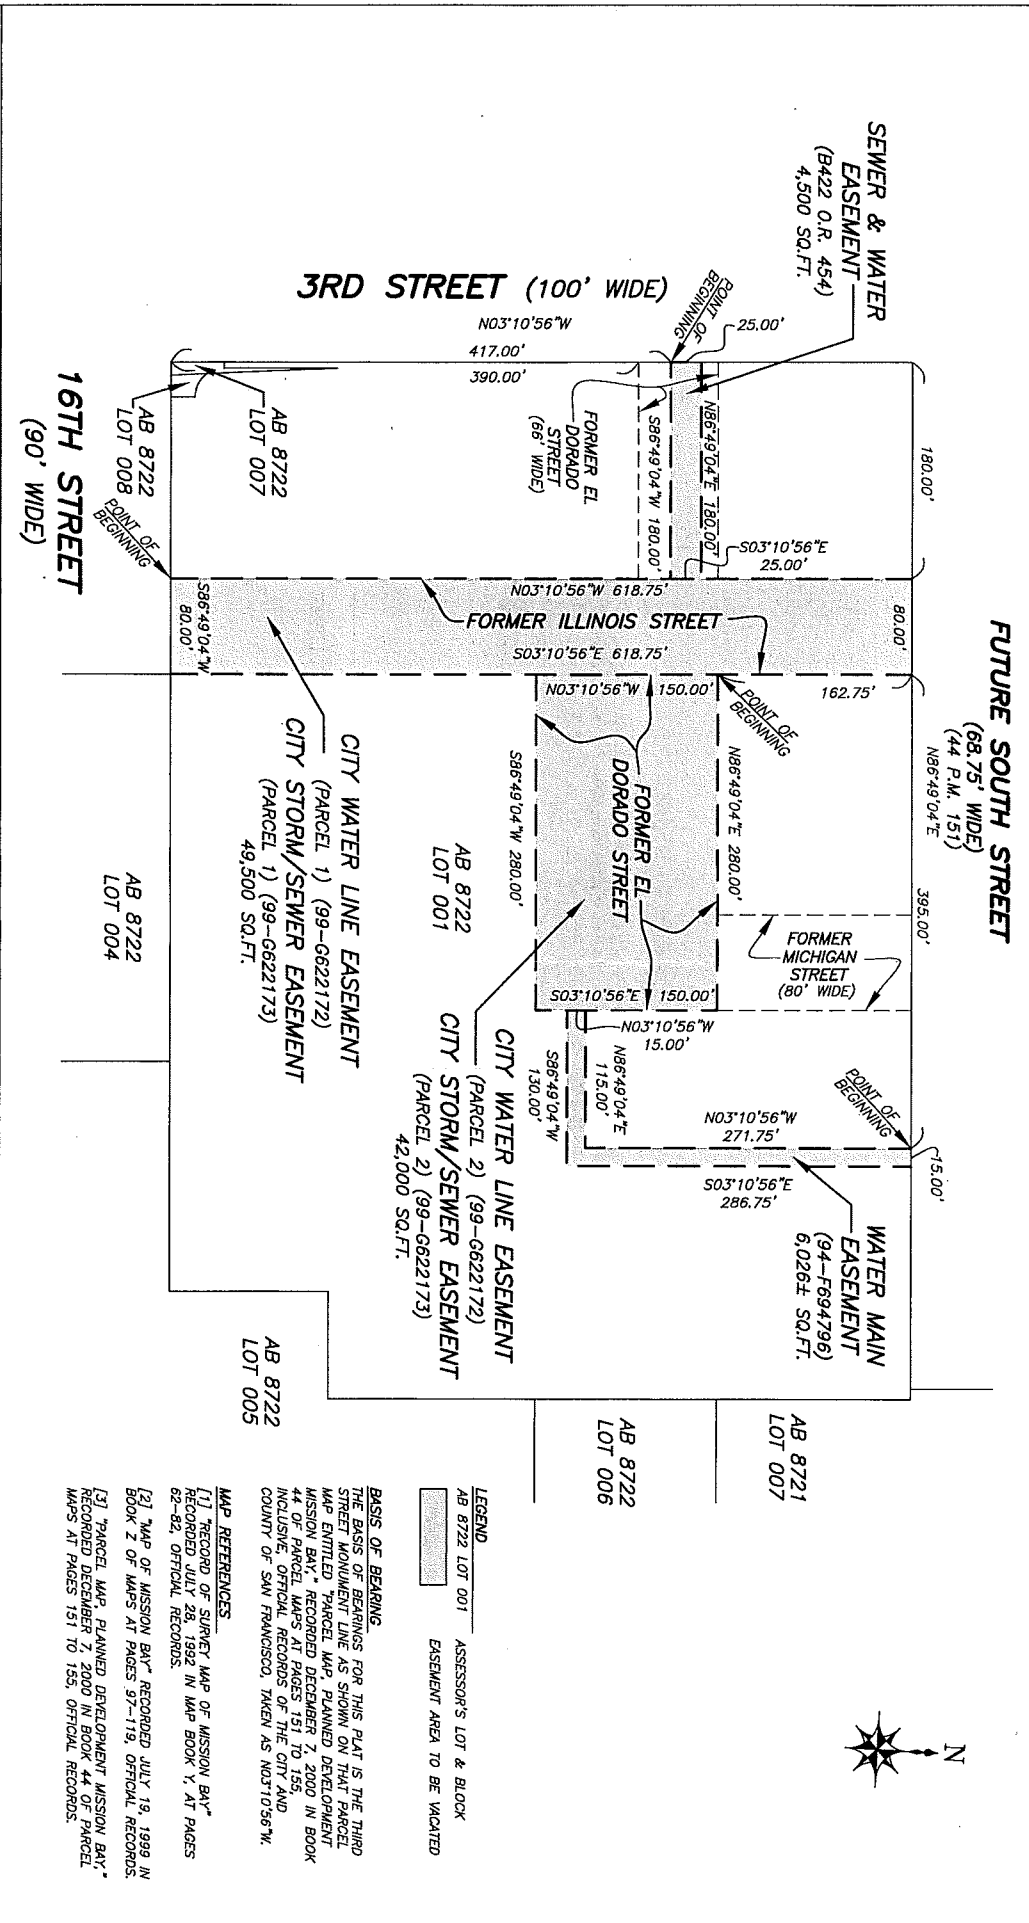 FUTURE SOUTH STREET
(68.75' WIDE)
(44 P.M. 151)
N86°49'04"E
395.00'
180.00'
80.00'
15.00'
N
SEWER & WATER
EASEMENT
(B422 O.R. 454)
4,500 SQ.FT.
3RD STREET (100' WIDE)
N03°10'56"W
417.00'
390.00'
POINT OF
BEGINNING
25.00'
N86°49'04"E 180.00'
S86°49'04"W 180.00'
FORMER EL
DORADO
STREET
(66' WIDE)
S03°10'56"E
25.00'
N03°10'56"W 618.75'
FORMER ILLINOIS STREET
S03°10'56"E 618.75'
S86°49'04"W
80.00'
POINT OF
BEGINNING
AB 8722
LOT 007
AB 8722
LOT 008
16TH STREET
(90' WIDE)
162.75'
POINT OF
BEGINNING
N03°10'56"W 150.00'
N86°49'04"E 280.00'
FORMER EL
DORADO STREET
S86°49'04"W 280.00'
S03°10'56"E 150.00'
FORMER
MICHIGAN
STREET
(80' WIDE)
N03°10'56"W
15.00'
N86°49'04"E
115.00'
S86°49'04"W
130.00'
POINT OF
BEGINNING
N03°10'56"W
271.75'
S03°10'56"E
286.75'
WATER MAIN
EASEMENT
(94-F694796)
6,026± SQ.FT.
AB 8722
LOT 001
CITY WATER LINE EASEMENT
(PARCEL 2) (99-G622172)
CITY STORM/SEWER EASEMENT
(PARCEL 2) (99-G622173)
42,000 SQ.FT.
CITY WATER LINE EASEMENT
(PARCEL 1) (99-G622172)
CITY STORM/SEWER EASEMENT
(PARCEL 1) (99-G622173)
49,500 SQ.FT.
AB 8722
LOT 004
AB 8721
LOT 007
AB 8722
LOT 006
AB 8722
LOT 005
LEGEND
AB 8722 LOT 001 ASSESSOR'S LOT & BLOCK
EASEMENT AREA TO BE VACATED
BASIS OF BEARING
THE BASIS OF BEARINGS FOR THIS PLAT IS THE THIRD
STREET MONUMENT LINE AS SHOWN ON THAT PARCEL
MAP ENTITLED "PARCEL MAP, PLANNED DEVELOPMENT
MISSION BAY," RECORDED DECEMBER 7, 2000 IN BOOK
44 OF PARCEL MAPS AT PAGES 151 TO 155,
INCLUSIVE, OFFICIAL RECORDS OF THE CITY AND
COUNTY OF SAN FRANCISCO, TAKEN AS N03°10'56"W.
MAP REFERENCES
[1] "RECORD OF SURVEY MAP OF MISSION BAY"
RECORDED JULY 28, 1992 IN MAP BOOK Y, AT PAGES
62-82, OFFICIAL RECORDS.
[2] "MAP OF MISSION BAY" RECORDED JULY 19, 1999 IN
BOOK Z OF MAPS AT PAGES 97-119, OFFICIAL RECORDS.
[3] "PARCEL MAP, PLANNED DEVELOPMENT MISSION BAY,"
RECORDED DECEMBER 7, 2000 IN BOOK 44 OF PARCEL
MAPS AT PAGES 151 TO 155, OFFICIAL RECORDS.